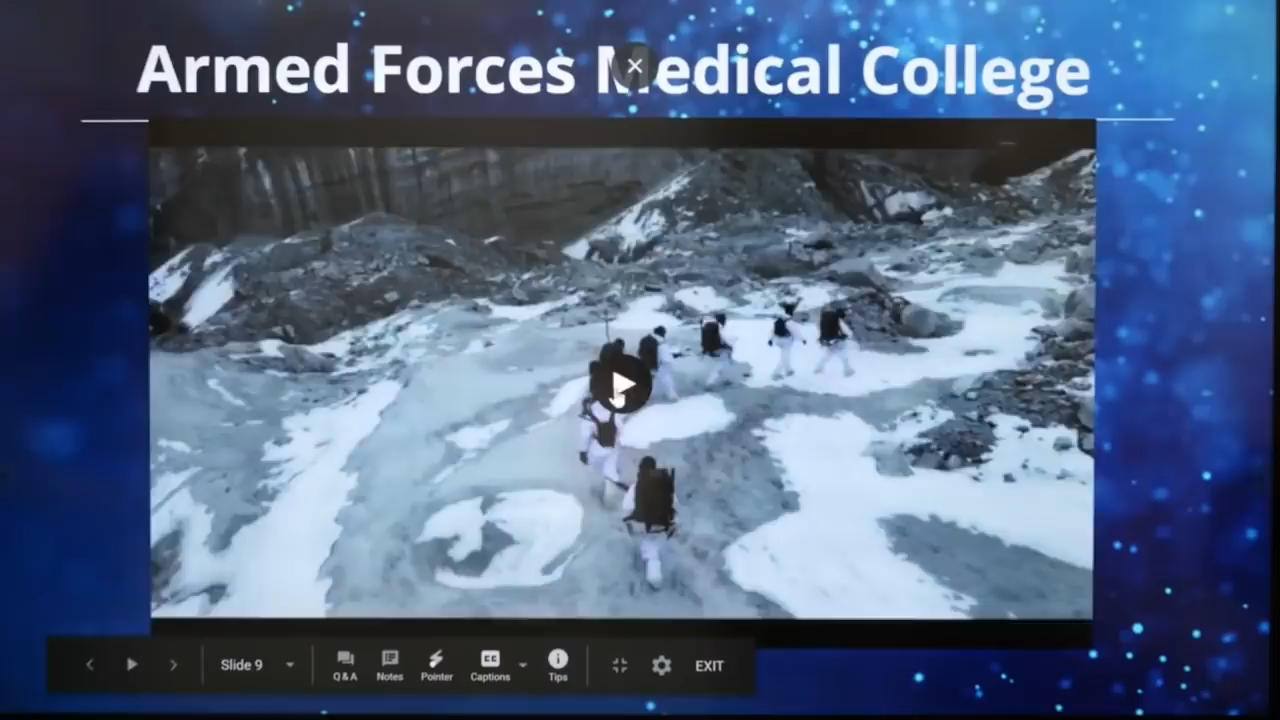 Armed Forces Medical College
Slide 9
Q&A
Notes
Pointer
CC
Captions
Tips
EXIT